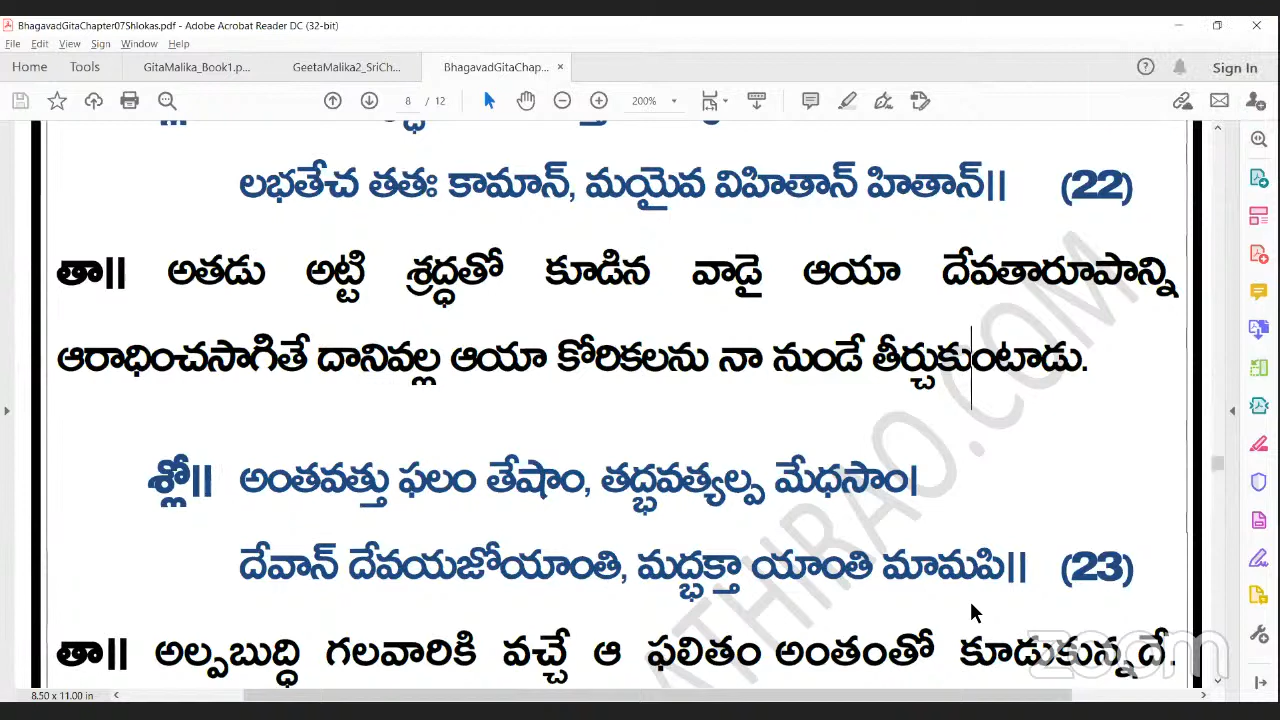 BhagavadGitaChapter07Shlokas.pdf - Adobe Acrobat Reader DC (32-bit)
File Edit View Sign Window Help
Home Tools GitaMalika_Book1.p... GeetaMalika2_SriCh... BhagavadGitaChap... × Sign In
8 / 12 200%
లభతేచ తతః కామాన్, మయైవ విహితాన్ హితాన్॥ (22)
తా॥ అతడు అట్టి శ్రద్ధతో కూడిన వాడై ఆయా దేవతారూపాన్ని
ఆరాధించసాగితే దానివల్ల ఆయా కోరికలను నా నుండే తీర్చుకుంటాడు.
శ్లో॥ అంతవత్తు ఫలం తేషాం, తద్భవత్యల్ప మేధసాం।
దేవాన్ దేవయజోయాంతి, మద్భక్తా యాంతి మామపి॥ (23)
తా॥ అల్పబుద్ధి గలవారికి వచ్చే ఆ ఫలితం అంతంతో కూడుకున్నదే.
ATHRAO.COM
zoom
8.50 x 11.00 in